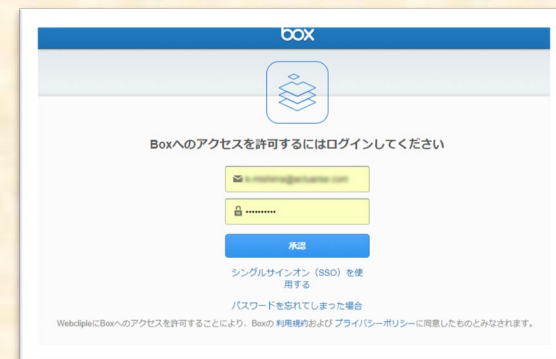 box
Boxへのアクセスを許可するにはログインしてください
承認
シングルサインオン（SSO）を使
用する
パスワードを忘れてしまった場合
WebclipleにBoxへのアクセスを許可することにより、Boxの 利用規約および プライバシーポリシーに同意したものとみなされます。